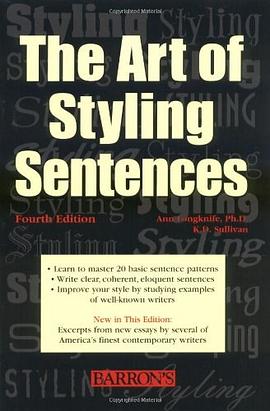 The Art of
Styling
Sentences
Fourth Edition
Ann Longknife, Ph.D.
K.D. Sullivan
• Learn to master 20 basic sentence patterns
• Write clear, coherent, eloquent sentences
• Improve your style by studying examples
of well-known writers
New in This Edition:
Excerpts from new essays by several of
America's finest contemporary writers
BARRON'S